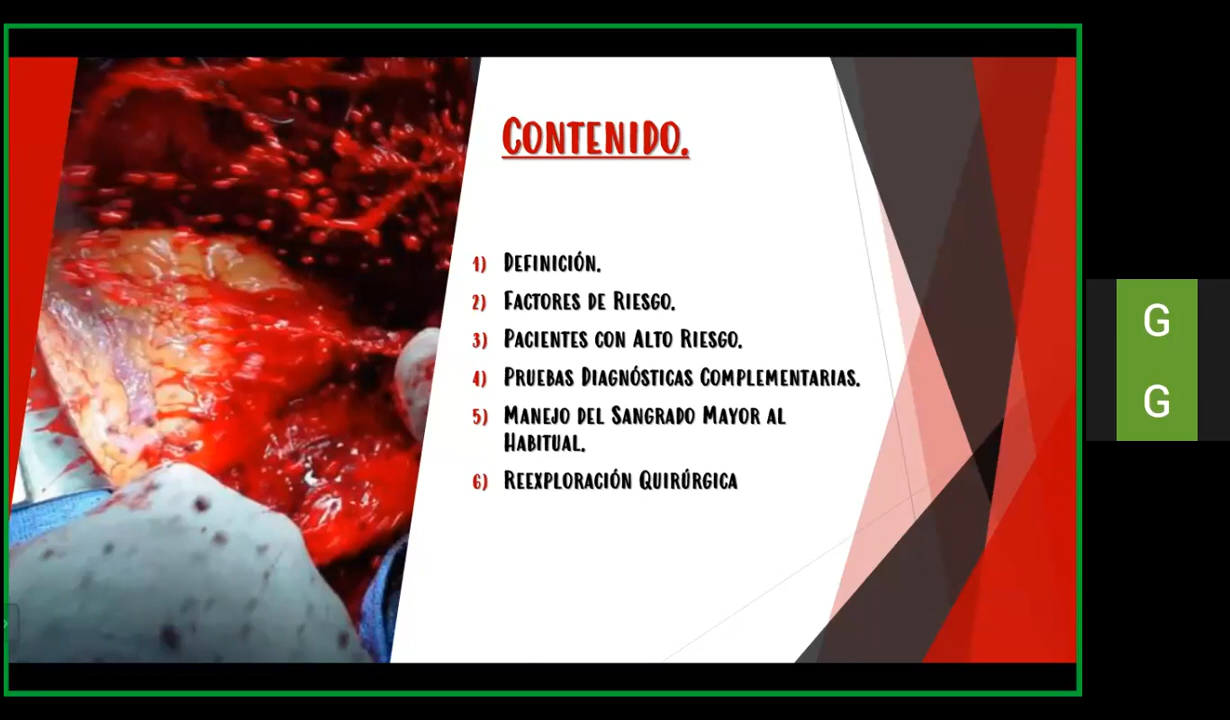 CONTENIDO.
1) DEFINICIÓN.
2) FACTORES DE RIESGO.
3) PACIENTES CON ALTO RIESGO.
4) PRUEBAS DIAGNÓSTICAS COMPLEMENTARIAS.
5) MANEJO DEL SANGRADO MAYOR AL
HABITUAL.
6) REEXPLORACIÓN QUIRÚRGICA
G
G